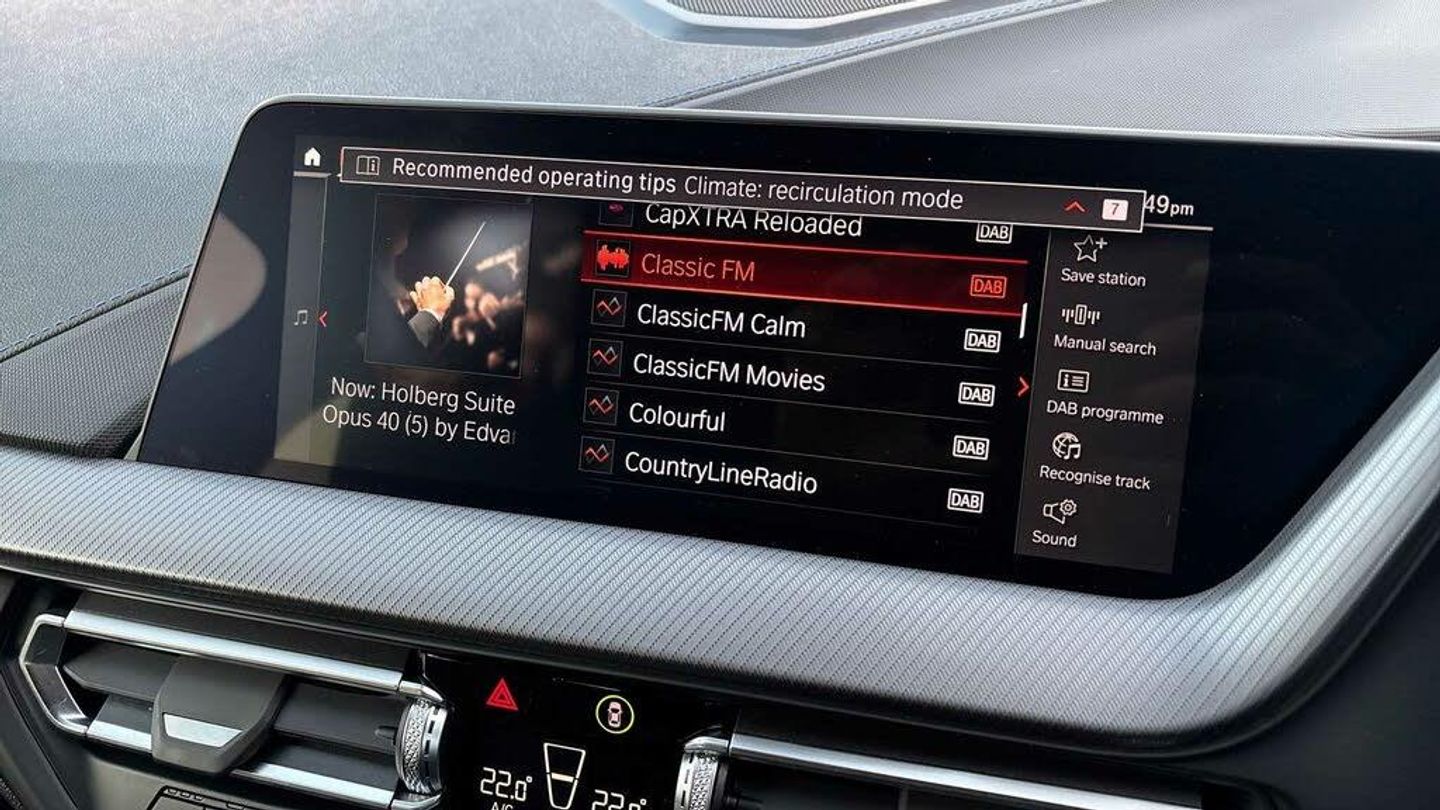 Recommended operating tips Climate: recirculation mode
7
49pm
CapXTRA Reloaded DAB
Classic FM DAB
ClassicFM Calm DAB
ClassicFM Movies DAB
Colourful DAB
CountryLineRadio DAB
Now: Holberg Suite
Opus 40 (5) by Edva
Save station
Manual search
DAB programme
Recognise track
Sound
22.0°
A/C
22.0°